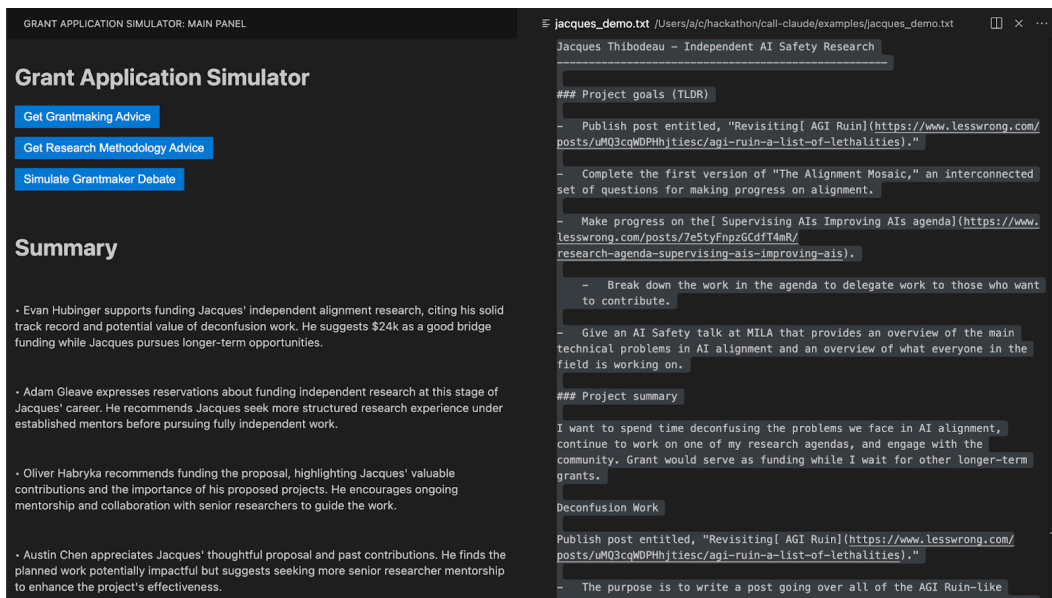 GRANT APPLICATION SIMULATOR: MAIN PANEL
Grant Application Simulator
Get Grantmaking Advice
Get Research Methodology Advice
Simulate Grantmaker Debate
Summary
• Evan Hubinger supports funding Jacques' independent alignment research, citing his solid
track record and potential value of deconfusion work. He suggests $24k as a good bridge
funding while Jacques pursues longer-term opportunities.
• Adam Gleave expresses reservations about funding independent research at this stage of
Jacques' career. He recommends Jacques seek more structured research experience under
established mentors before pursuing fully independent work.
• Oliver Habryka recommends funding the proposal, highlighting Jacques' valuable
contributions and the importance of his proposed projects. He encourages ongoing
mentorship and collaboration with senior researchers to guide the work.
• Austin Chen appreciates Jacques' thoughtful proposal and past contributions. He finds the
planned work potentially impactful but suggests seeking more senior researcher mentorship
to enhance the project's effectiveness.
jacques_demo.txt /Users/a/c/hackathon/call-claude/examples/jacques_demo.txt
Jacques Thibodeau - Independent AI Safety Research
----------------------------------------------------
### Project goals (TLDR)
-   Publish post entitled, "Revisiting[ AGI Ruin](https://www.lesswrong.com/
posts/uMQ3cqWDPHhjtiesc/agi-ruin-a-list-of-lethalities)."
-   Complete the first version of "The Alignment Mosaic," an interconnected
set of questions for making progress on alignment.
-   Make progress on the[ Supervising AIs Improving AIs agenda](https://www.
lesswrong.com/posts/7e5tyFnpzGCdfT4mR/
research-agenda-supervising-ais-improving-ais).
-   Break down the work in the agenda to delegate work to those who want
to contribute.
-   Give an AI Safety talk at MILA that provides an overview of the main
technical problems in AI alignment and an overview of what everyone in the
field is working on.
### Project summary
I want to spend time deconfusing the problems we face in AI alignment,
continue to work on one of my research agendas, and engage with the
community. Grant would serve as funding while I wait for other longer-term
grants.
Deconfusion Work
Publish post entitled, "Revisiting[ AGI Ruin](https://www.lesswrong.com/
posts/uMQ3cqWDPHhjtiesc/agi-ruin-a-list-of-lethalities)."
-   The purpose is to write a post going over all of the AGI Ruin-like